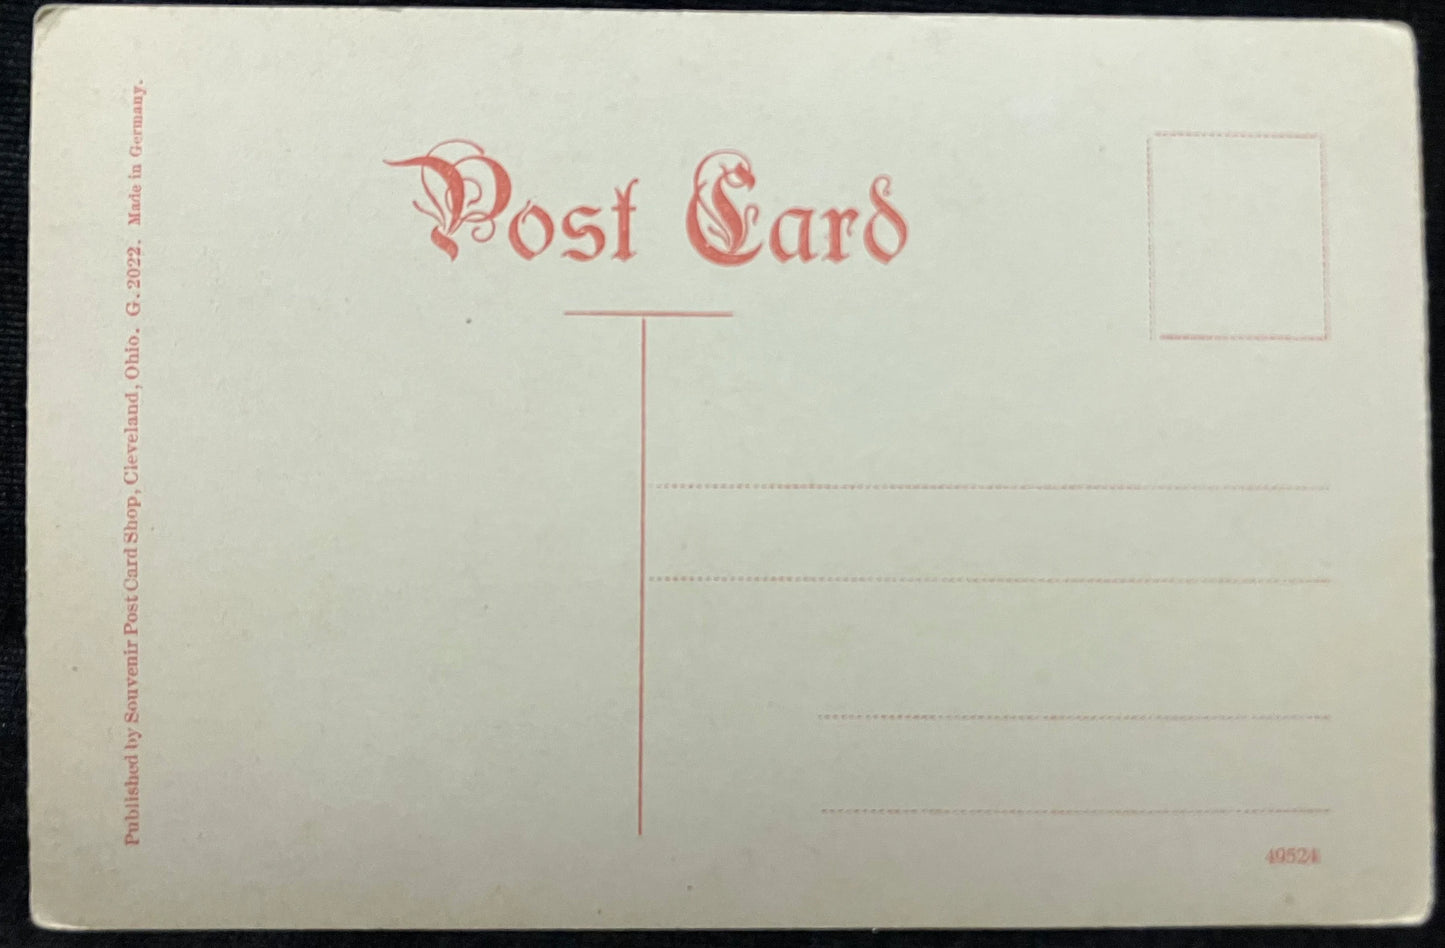 Post Card
Published by Souvenir Post Card Shop, Cleveland, Ohio. G. 2022. Made in Germany.
49524